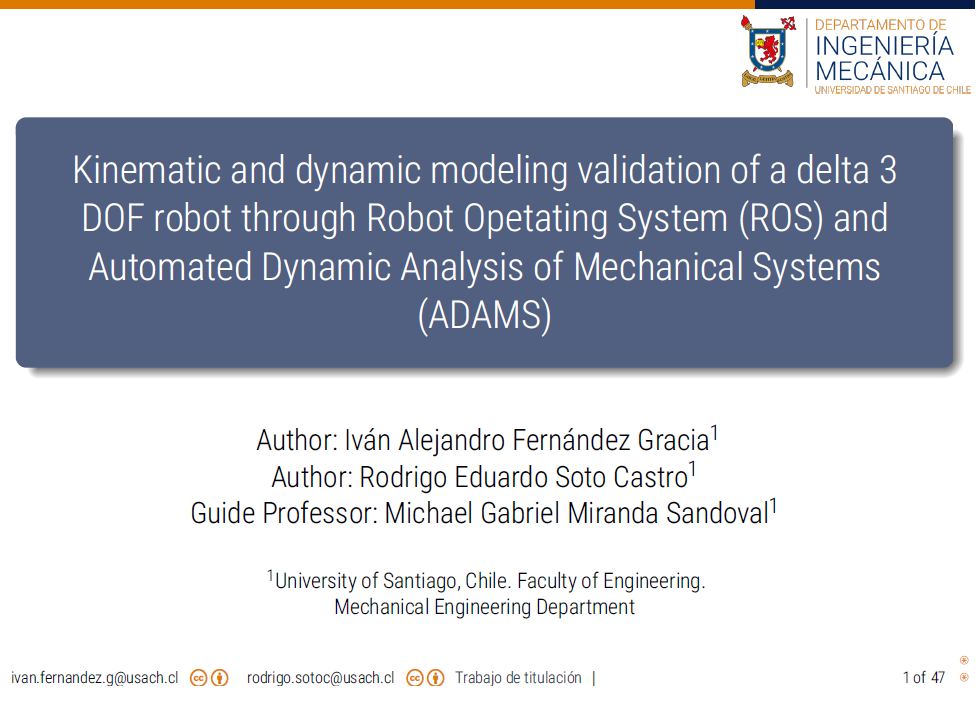 DEPARTAMENTO DE
INGENIERÍA
MECÁNICA
UNIVERSIDAD DE SANTIAGO DE CHILE
Kinematic and dynamic modeling validation of a delta 3
DOF robot through Robot Opetating System (ROS) and
Automated Dynamic Analysis of Mechanical Systems
(ADAMS)
Author: Iván Alejandro Fernández Gracia1
Author: Rodrigo Eduardo Soto Castro1
Guide Professor: Michael Gabriel Miranda Sandoval1
1University of Santiago, Chile. Faculty of Engineering.
Mechanical Engineering Department
ivan.fernandez.g@usach.cl cc rodrigo.sotoc@usach.cl cc Trabajo de titulación | 1 of 47